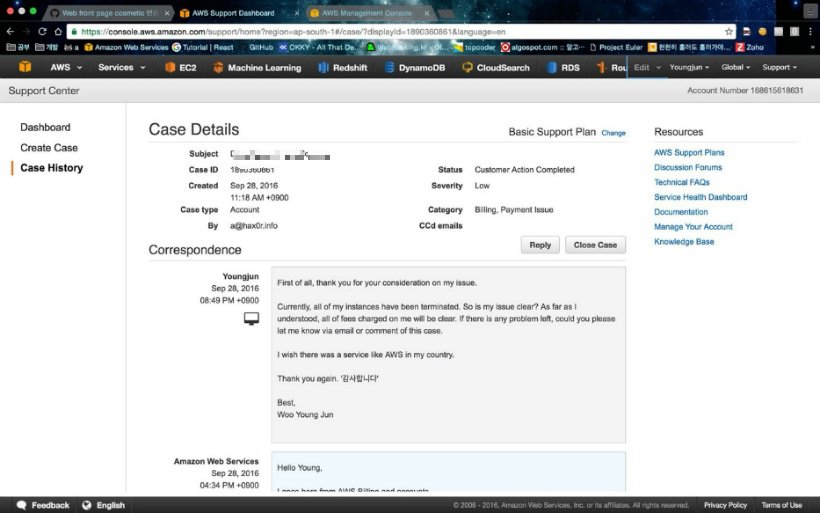 Web front page cosmetic 변경
AWS Support Dashboard
AWS Management Console
https://console.aws.amazon.com/support/home?region=ap-south-1#/case/?displayId=1890360861&language=en
공부
개발
a
Amazon Web Services
Tutorial | React
GitHub
CKKY – All That De...
topcoder
algospot.com :: 알고...
Project Euler
천천히 흘러도 흘러가며...
Zoho
AWS
Services
EC2
Machine Learning
Redshift
DynamoDB
CloudSearch
RDS
Rou
Edit
Youngjun
Global
Support
Support Center
Account Number 168615618631
Dashboard
Create Case
Case History
Case Details
Basic Support Plan Change
Subject
Case ID 1890360861
Created Sep 28, 2016
11:18 AM +0900
Case type Account
By a@hax0r.info
Status Customer Action Completed
Severity Low
Category Billing, Payment Issue
CCd emails
Correspondence
Reply
Close Case
Youngjun
Sep 28, 2016
08:49 PM +0900
First of all, thank you for your consideration on my issue.
Currently, all of my instances have been terminated. So is my issue clear? As far as I
understood, all of fees charged on me will be clear. If there is any problem left, could you please
let me know via email or comment of this case.
I wish there was a service like AWS in my country.
Thank you again. '감사합니다'
Best,
Woo Young Jun
Amazon Web Services
Sep 28, 2016
04:34 PM +0900
Hello Young,
here from AWS Billing and accounts
Resources
AWS Support Plans
Discussion Forums
Technical FAQs
Service Health Dashboard
Documentation
Manage Your Account
Knowledge Base
Feedback
English
© 2008 - 2016, Amazon Web Services, Inc. or its affiliates. All rights reserved.
Privacy Policy
Terms of Use